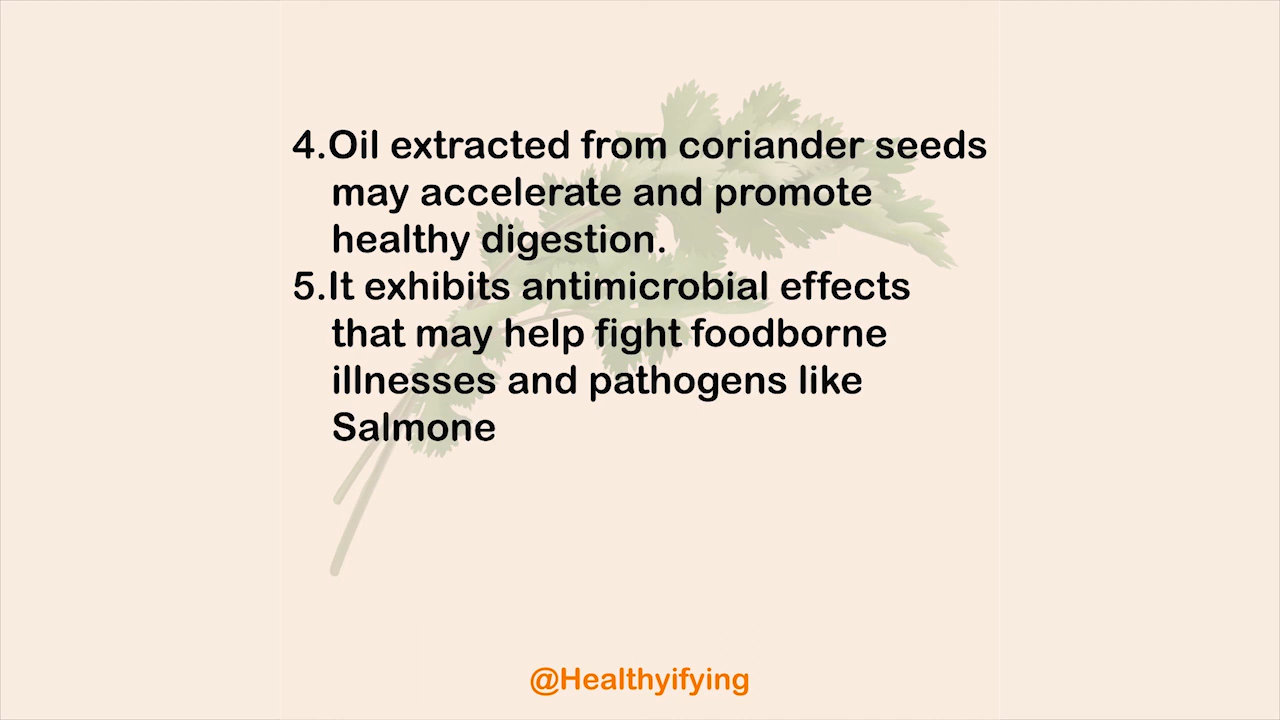 4.Oil extracted from coriander seeds
may accelerate and promote
healthy digestion.
5.It exhibits antimicrobial effects
that may help fight foodborne
illnesses and pathogens like
Salmone
@Healthyifying